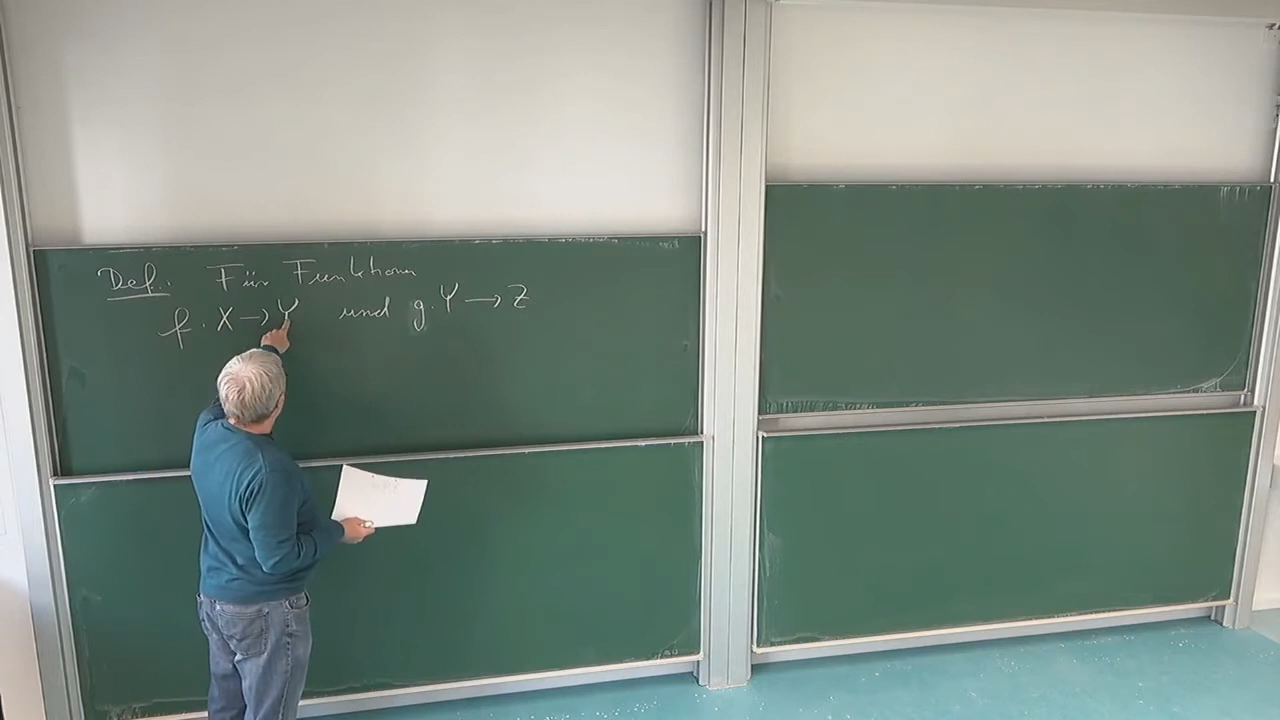 Def.: Für Funktionen
f: X → Y und g: Y → Z